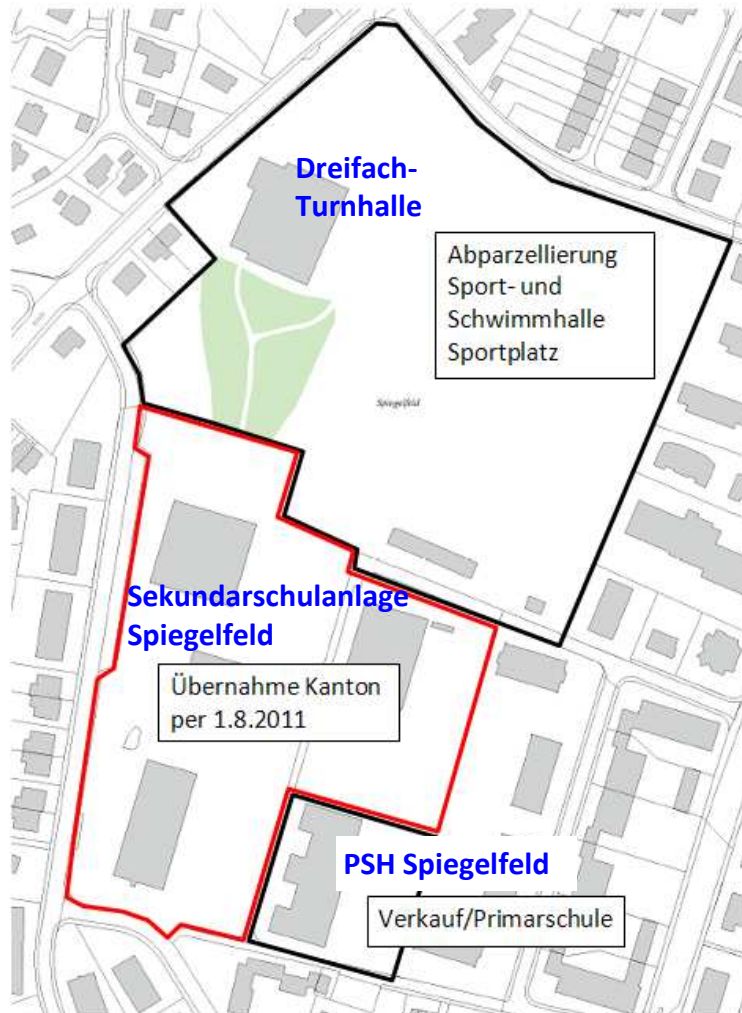 Dreifach-
Turnhalle
Abparzellierung
Sport- und
Schwimmhalle
Sportplatz
Spiegelfeld
Sekundarschulanlage
Spiegelfeld
Übernahme Kanton
per 1.8.2011
PSH Spiegelfeld
Verkauf/Primarschule